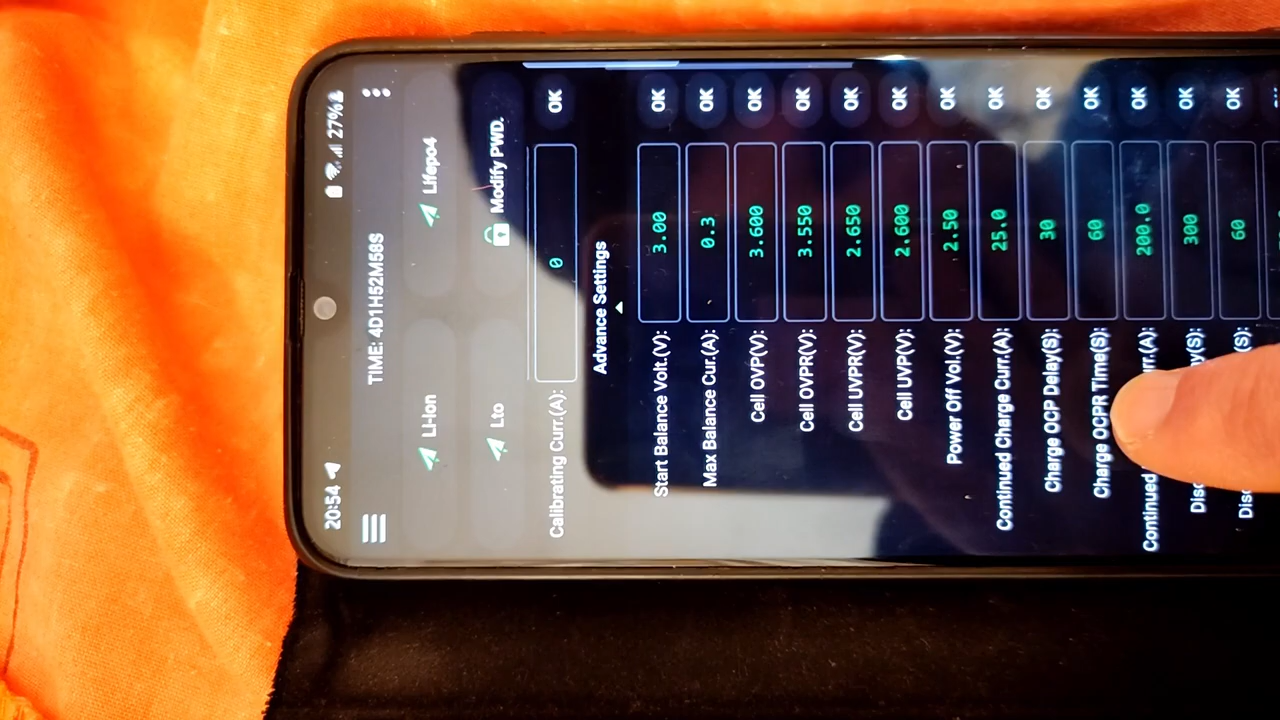 20:54 27%
TIME: 4D1H52M58S
Li-Ion Lifepo4
Lto Modify PWD.
Calibrating Curr.(A): 0 OK
Advance Settings
Start Balance Volt.(V): 3.00 OK
Max Balance Cur.(A): 0.3 OK
Cell OVP(V): 3.600 OK
Cell OVPR(V): 3.550 OK
Cell UVPR(V): 2.650 OK
Cell UVP(V): 2.600 OK
Power Off Vol.(V): 2.50 OK
Continued Charge Curr.(A): 25.0 OK
Charge OCP Delay(S): 30 OK
Charge OCPR Time(S): 60 OK
Continued rr.(A): 200.0 OK
Disc y(S): 300 OK
Disc (S): 60 OK